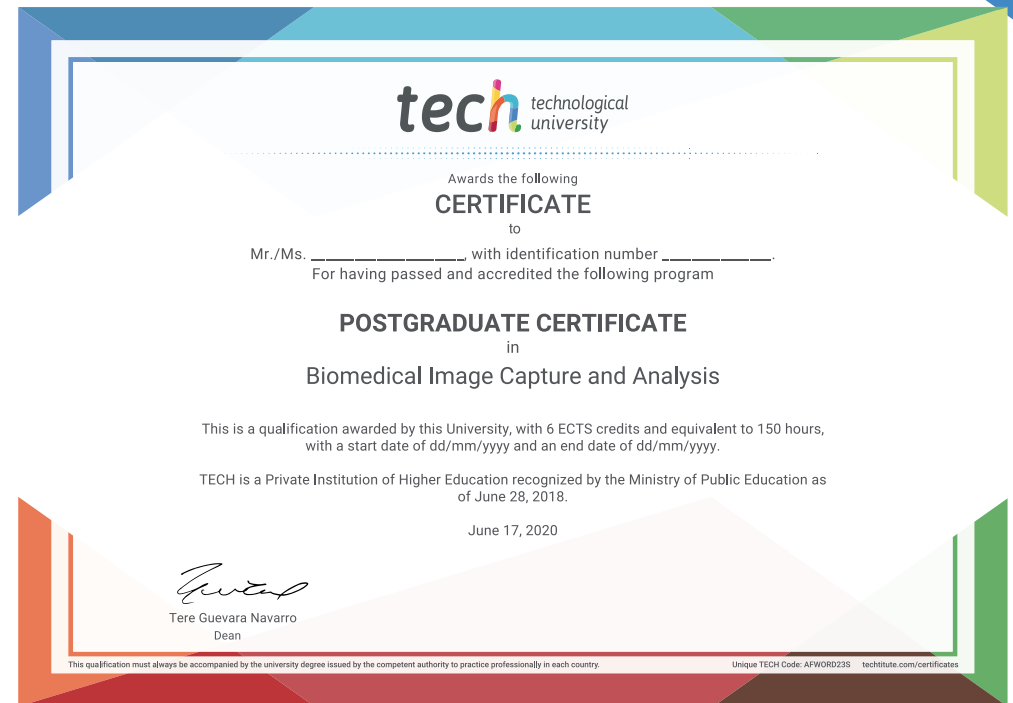 tech technological
university
Awards the following
CERTIFICATE
to
Mr./Ms. ____________________, with identification number ______________.
For having passed and accredited the following program
POSTGRADUATE CERTIFICATE
in
Biomedical Image Capture and Analysis
This is a qualification awarded by this University, with 6 ECTS credits and equivalent to 150 hours,
with a start date of dd/mm/yyyy and an end date of dd/mm/yyyy.
TECH is a Private Institution of Higher Education recognized by the Ministry of Public Education as
of June 28, 2018.
June 17, 2020
Tere Guevara Navarro
Dean
This qualification must always be accompanied by the university degree issued by the competent authority to practice professionally in each country.
Unique TECH Code: AFWORD23S techtitute.com/certificates